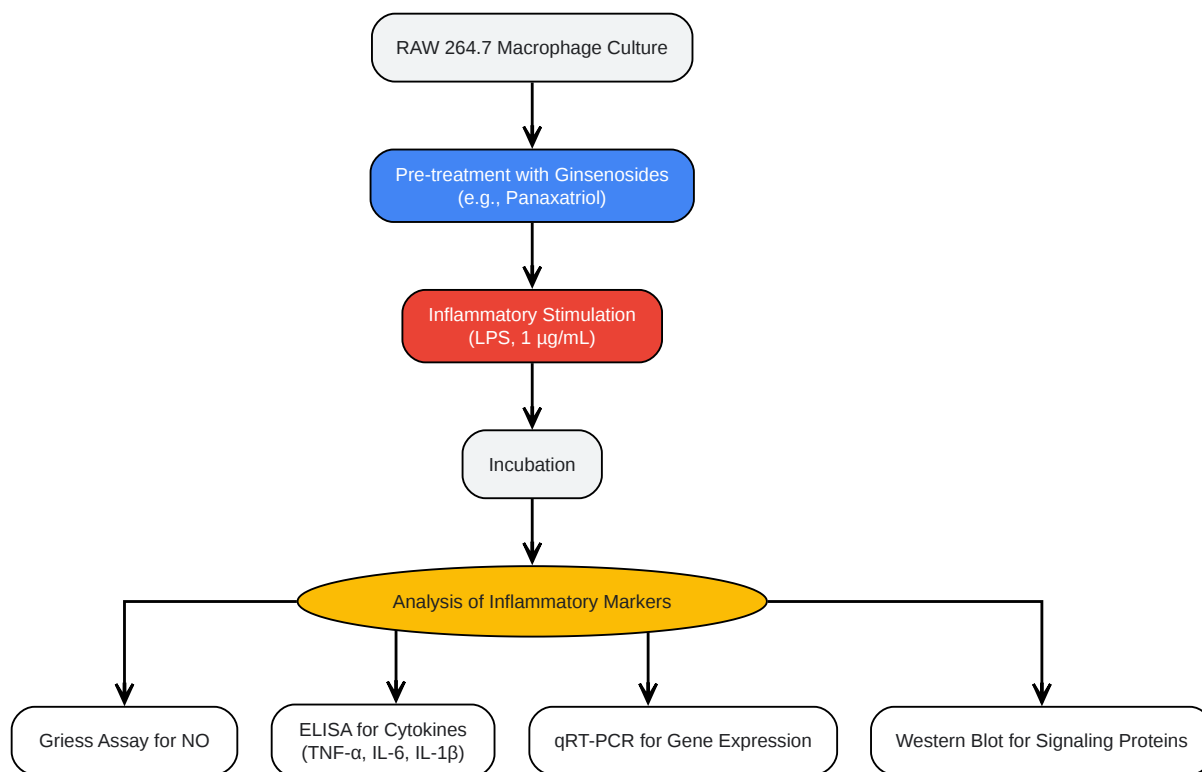 RAW 264.7 Macrophage Culture
Pre-treatment with Ginsenosides
(e.g., Panaxatriol)
Inflammatory Stimulation
(LPS, 1 µg/mL)
Incubation
Analysis of Inflammatory Markers
Griess Assay for NO
ELISA for Cytokines
(TNF-α, IL-6, IL-1β)
qRT-PCR for Gene Expression
Western Blot for Signaling Proteins